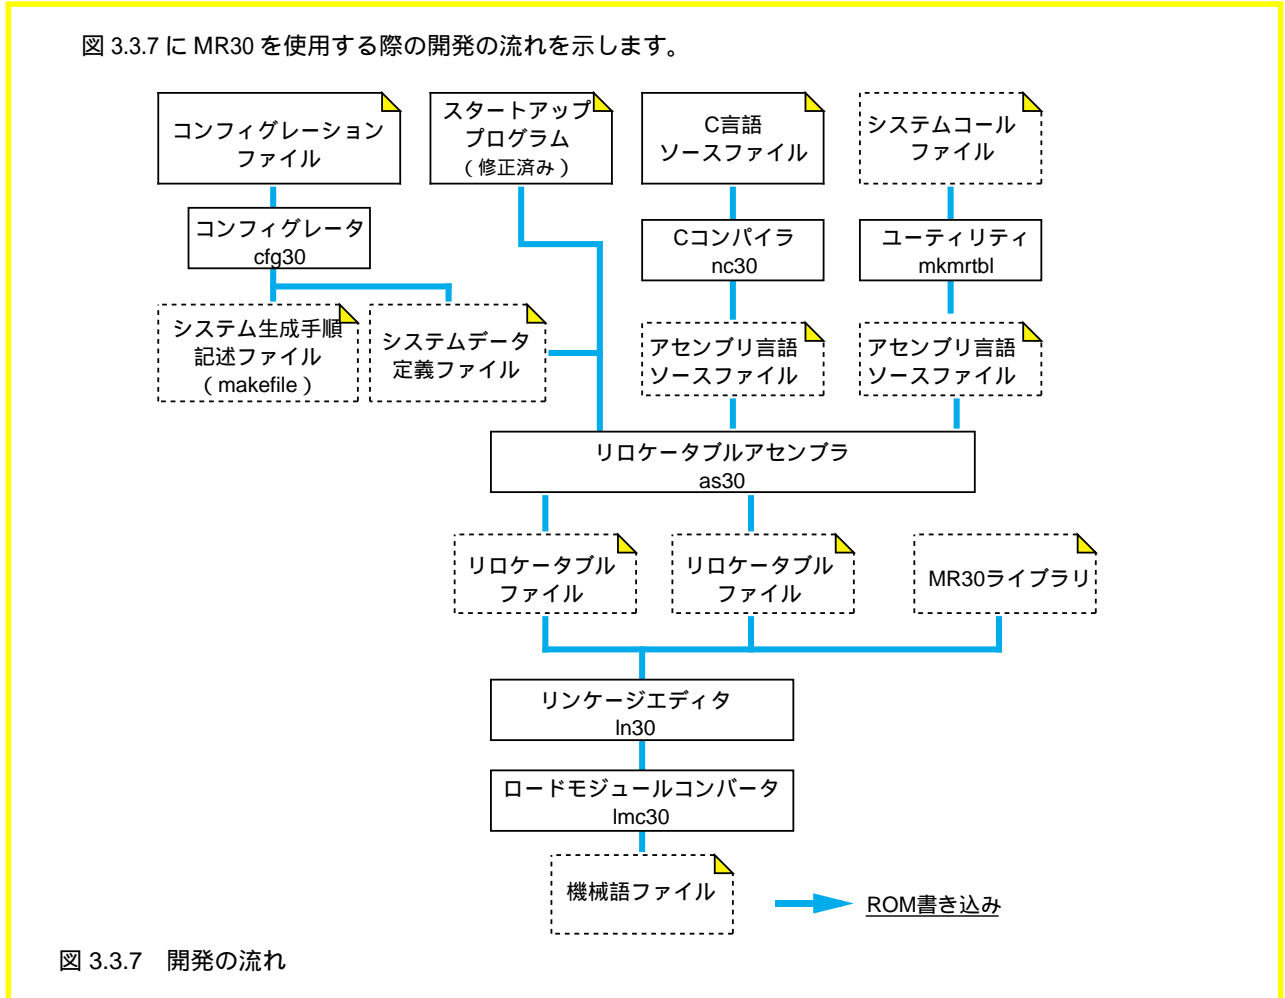 図 3.3.7 に MR30 を使用する際の開発の流れを示します。
コンフィグレーション
ファイル
スタートアップ
プログラム
（修正済み）
C言語
ソースファイル
システムコール
ファイル
コンフィグレータ
cfg30
Cコンパイラ
nc30
ユーティリティ
mkmrtbl
システム生成手順
記述ファイル
（makefile）
システムデータ
定義ファイル
アセンブリ言語
ソースファイル
アセンブリ言語
ソースファイル
リロケータブルアセンブラ
as30
リロケータブル
ファイル
リロケータブル
ファイル
MR30ライブラリ
リンケージエディタ
ln30
ロードモジュールコンバータ
lmc30
機械語ファイル
ROM書き込み
図 3.3.7　開発の流れ